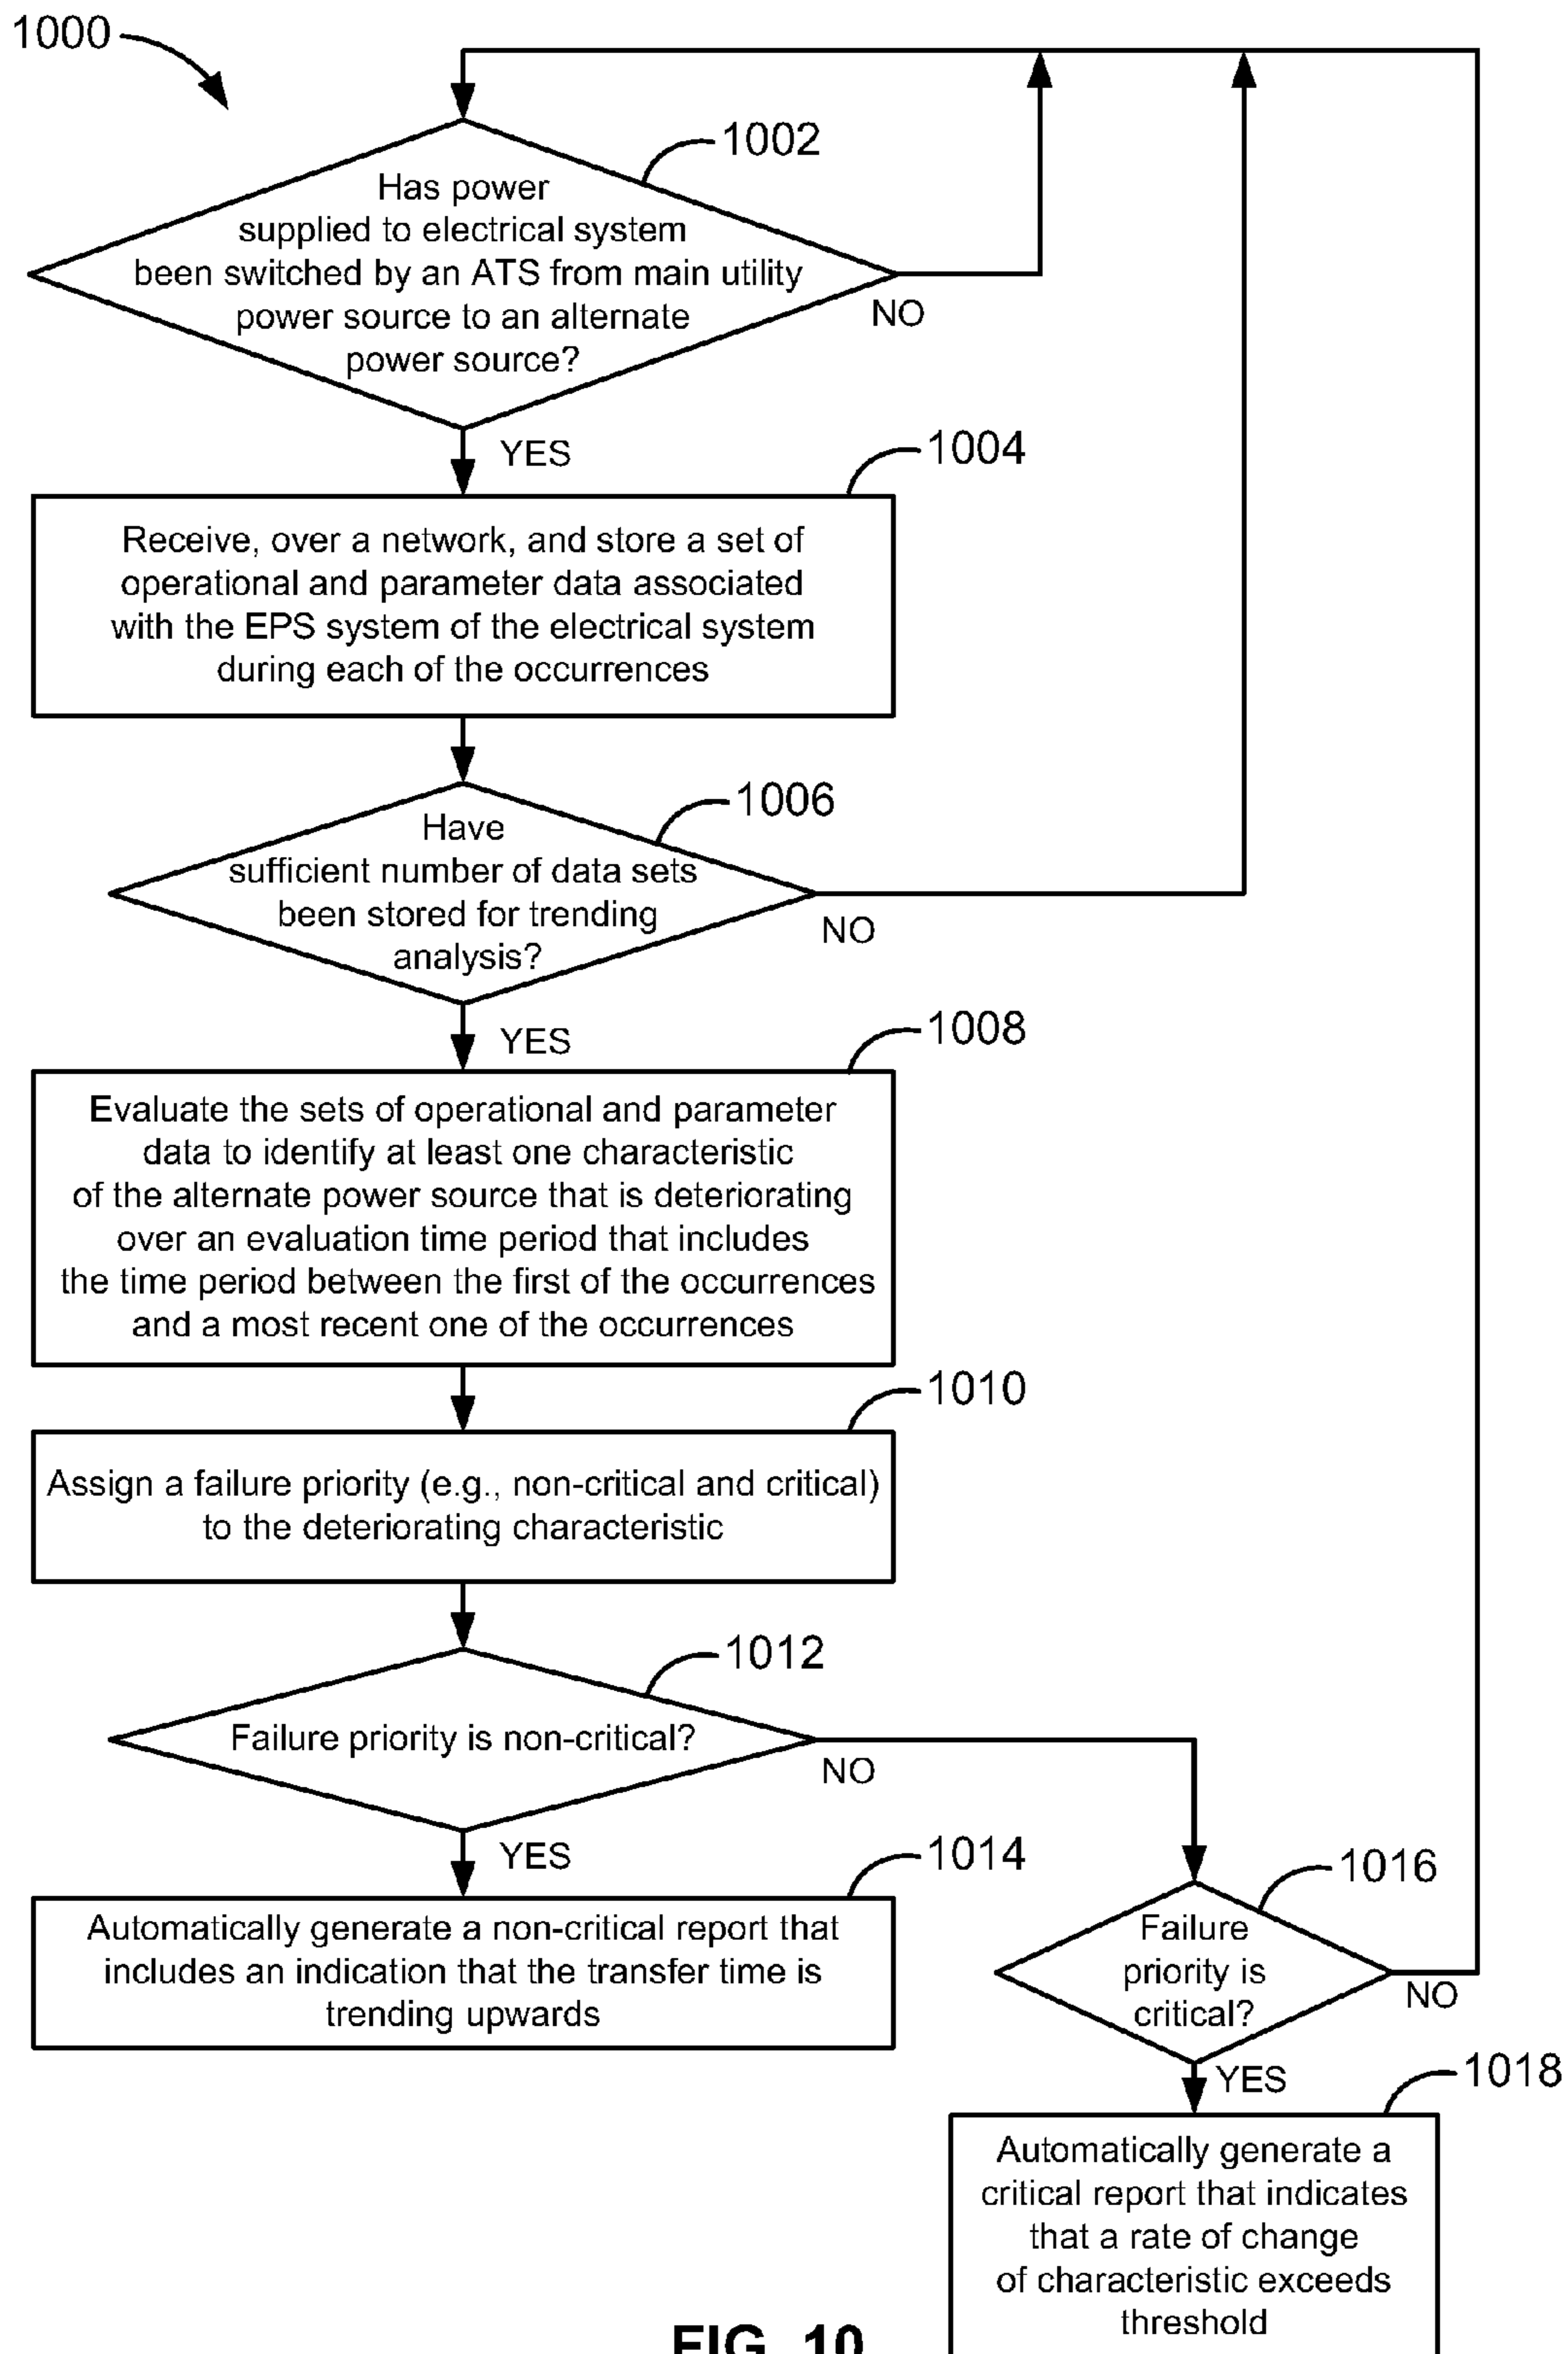 1000
1002
Has power
supplied to electrical system
been switched by an ATS from main utility
power source to an alternate
power source?
NO
YES
1004
Receive, over a network, and store a set of
operational and parameter data associated
with the EPS system of the electrical system
during each of the occurrences
1006
Have
sufficient number of data sets
been stored for trending
analysis?
NO
YES
1008
Evaluate the sets of operational and parameter
data to identify at least one characteristic
of the alternate power source that is deteriorating
over an evaluation time period that includes
the time period between the first of the occurrences
and a most recent one of the occurrences
1010
Assign a failure priority (e.g., non-critical and critical)
to the deteriorating characteristic
1012
Failure priority is non-critical?
NO
YES
1014
Automatically generate a non-critical report that
includes an indication that the transfer time is
trending upwards
1016
Failure
priority is
critical?
NO
YES
1018
Automatically generate a
critical report that indicates
that a rate of change
of characteristic exceeds
threshold
FIG. 10